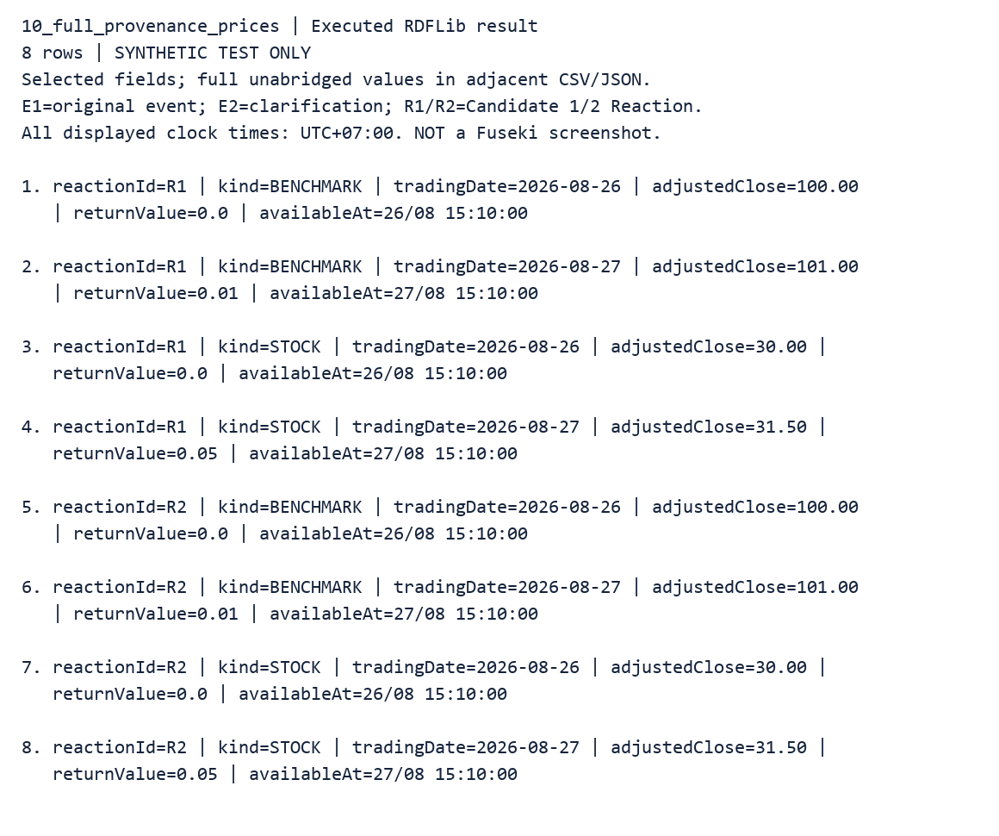 10_full_provenance_prices | Executed RDFLib result
8 rows | SYNTHETIC TEST ONLY
Selected fields; full unabridged values in adjacent CSV/JSON.
E1=original event; E2=clarification; R1/R2=Candidate 1/2 Reaction.
All displayed clock times: UTC+07:00. NOT a Fuseki screenshot.
1. reactionId=R1 | kind=BENCHMARK | tradingDate=2026-08-26 | adjustedClose=100.00
| returnValue=0.0 | availableAt=26/08 15:10:00
2. reactionId=R1 | kind=BENCHMARK | tradingDate=2026-08-27 | adjustedClose=101.00
| returnValue=0.01 | availableAt=27/08 15:10:00
3. reactionId=R1 | kind=STOCK | tradingDate=2026-08-26 | adjustedClose=30.00 |
returnValue=0.0 | availableAt=26/08 15:10:00
4. reactionId=R1 | kind=STOCK | tradingDate=2026-08-27 | adjustedClose=31.50 |
returnValue=0.05 | availableAt=27/08 15:10:00
5. reactionId=R2 | kind=BENCHMARK | tradingDate=2026-08-26 | adjustedClose=100.00
| returnValue=0.0 | availableAt=26/08 15:10:00
6. reactionId=R2 | kind=BENCHMARK | tradingDate=2026-08-27 | adjustedClose=101.00
| returnValue=0.01 | availableAt=27/08 15:10:00
7. reactionId=R2 | kind=STOCK | tradingDate=2026-08-26 | adjustedClose=30.00 |
returnValue=0.0 | availableAt=26/08 15:10:00
8. reactionId=R2 | kind=STOCK | tradingDate=2026-08-27 | adjustedClose=31.50 |
returnValue=0.05 | availableAt=27/08 15:10:00